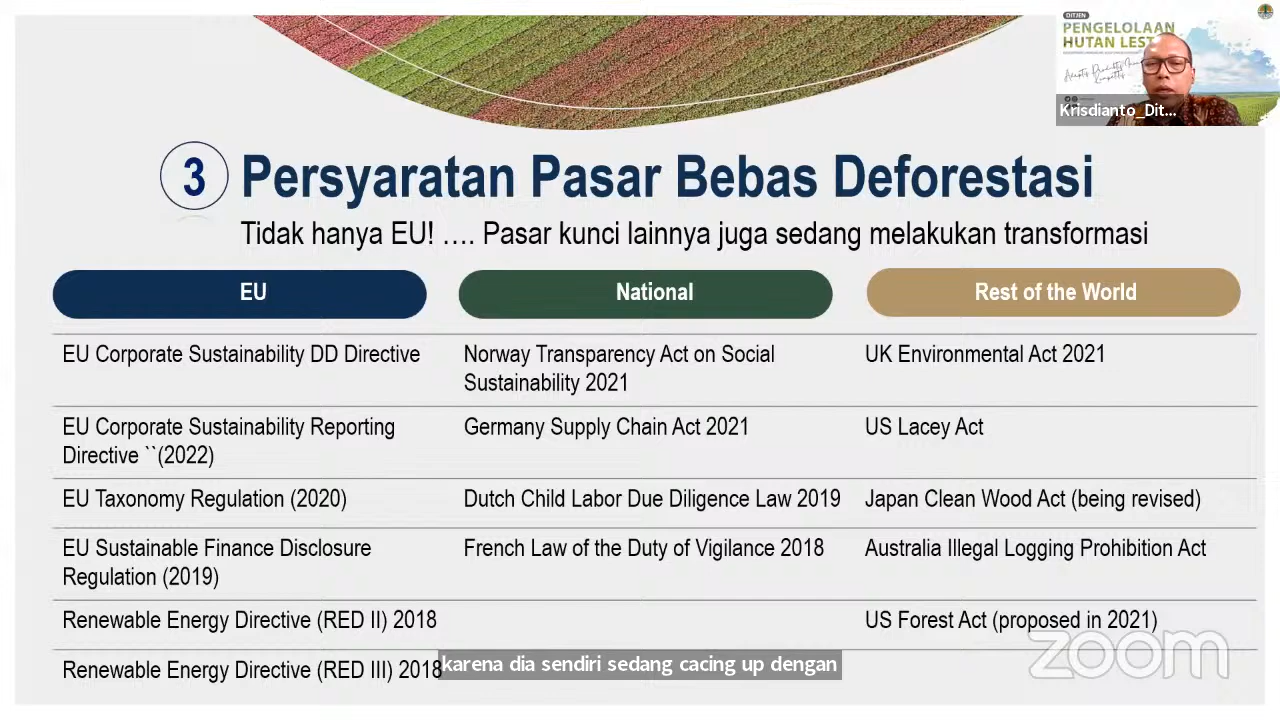 DITJEN
PENGELOLAAN
HUTAN LEST
Krisdianto_Dit...
3
Persyaratan Pasar Bebas Deforestasi
Tidak hanya EU! .... Pasar kunci lainnya juga sedang melakukan transformasi
EU
National
Rest of the World
EU Corporate Sustainability DD Directive
Norway Transparency Act on Social
Sustainability 2021
UK Environmental Act 2021
EU Corporate Sustainability Reporting
Directive ``(2022)
Germany Supply Chain Act 2021
US Lacey Act
EU Taxonomy Regulation (2020)
Dutch Child Labor Due Diligence Law 2019
Japan Clean Wood Act (being revised)
EU Sustainable Finance Disclosure
Regulation (2019)
French Law of the Duty of Vigilance 2018
Australia Illegal Logging Prohibition Act
Renewable Energy Directive (RED II) 2018
US Forest Act (proposed in 2021)
Renewable Energy Directive (RED III) 2018
karena dia sendiri sedang cacing up dengan
zoom